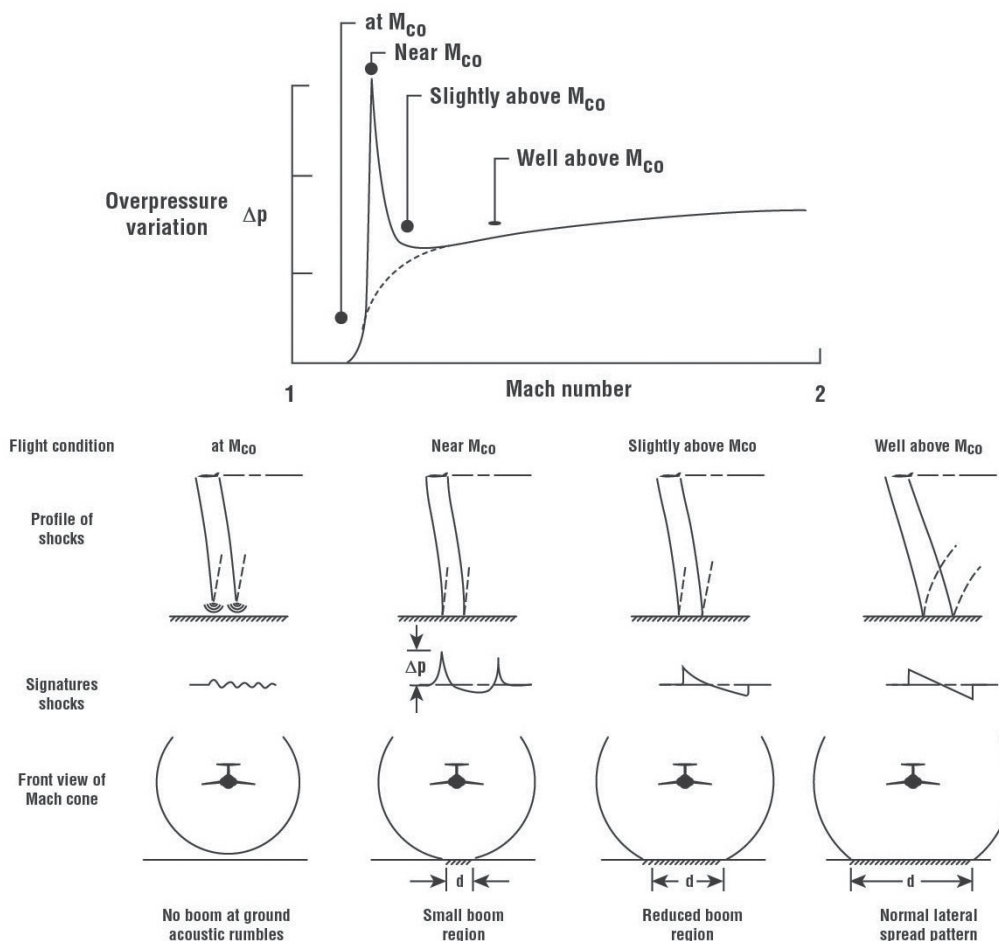 at Mco
Near Mco
Slightly above Mco
Well above Mco
Overpressure
variation
Δp
1
Mach number
2
Flight condition
at Mco
Near Mco
Slightly above Mco
Well above Mco
Profile of
shocks
Δp
Signatures
shocks
Front view of
Mach cone
d
d
d
No boom at ground
acoustic rumbles
Small boom
region
Reduced boom
region
Normal lateral
spread pattern